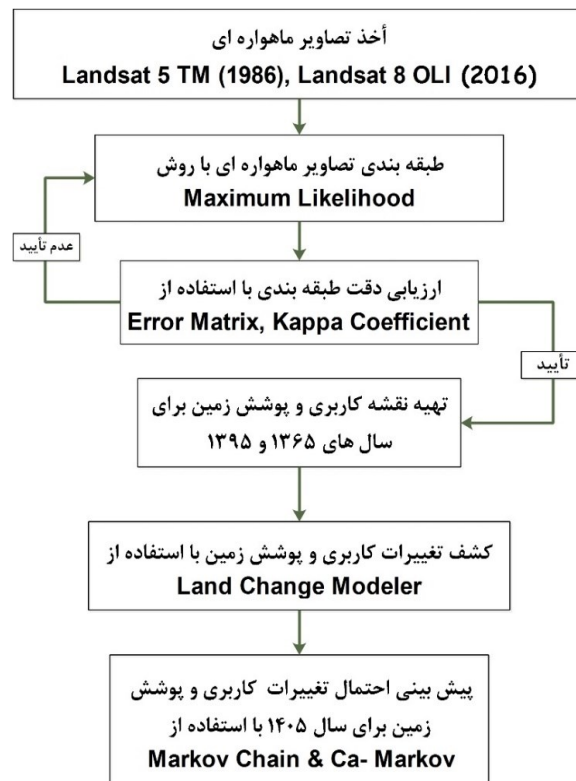 أخذ تصاویر ماهواره ای
Landsat 5 TM (1986), Landsat 8 OLI (2016)
طبقه بندی تصاویر ماهواره ای با روش
Maximum Likelihood
عدم تأیید
ارزیابی دقت طبقه بندی با استفاده از
Error Matrix, Kappa Coefficient
تأیید
تهیه نقشه کاربری و پوشش زمین برای
سال های ۱۳۶۵ و ۱۳۹۵
کشف تغییرات کاربری و پوشش زمین با استفاده از
Land Change Modeler
پیش بینی احتمال تغییرات کاربری و پوشش
زمین برای سال ۱۴۰۵ با استفاده از
Markov Chain & Ca- Markov